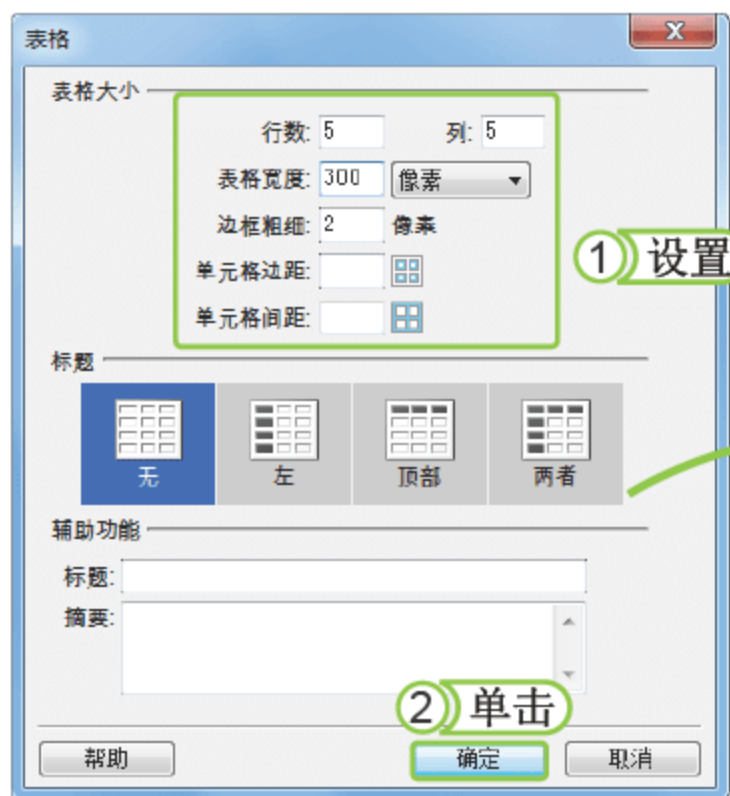 表格
表格大小
行数: 5 列: 5
表格宽度: 300 像素
边框粗细: 2 像素
① 设置
单元格边距:
单元格间距:
标题
无 左 顶部 两者
辅助功能
标题:
摘要:
② 单击
帮助 确定 取消